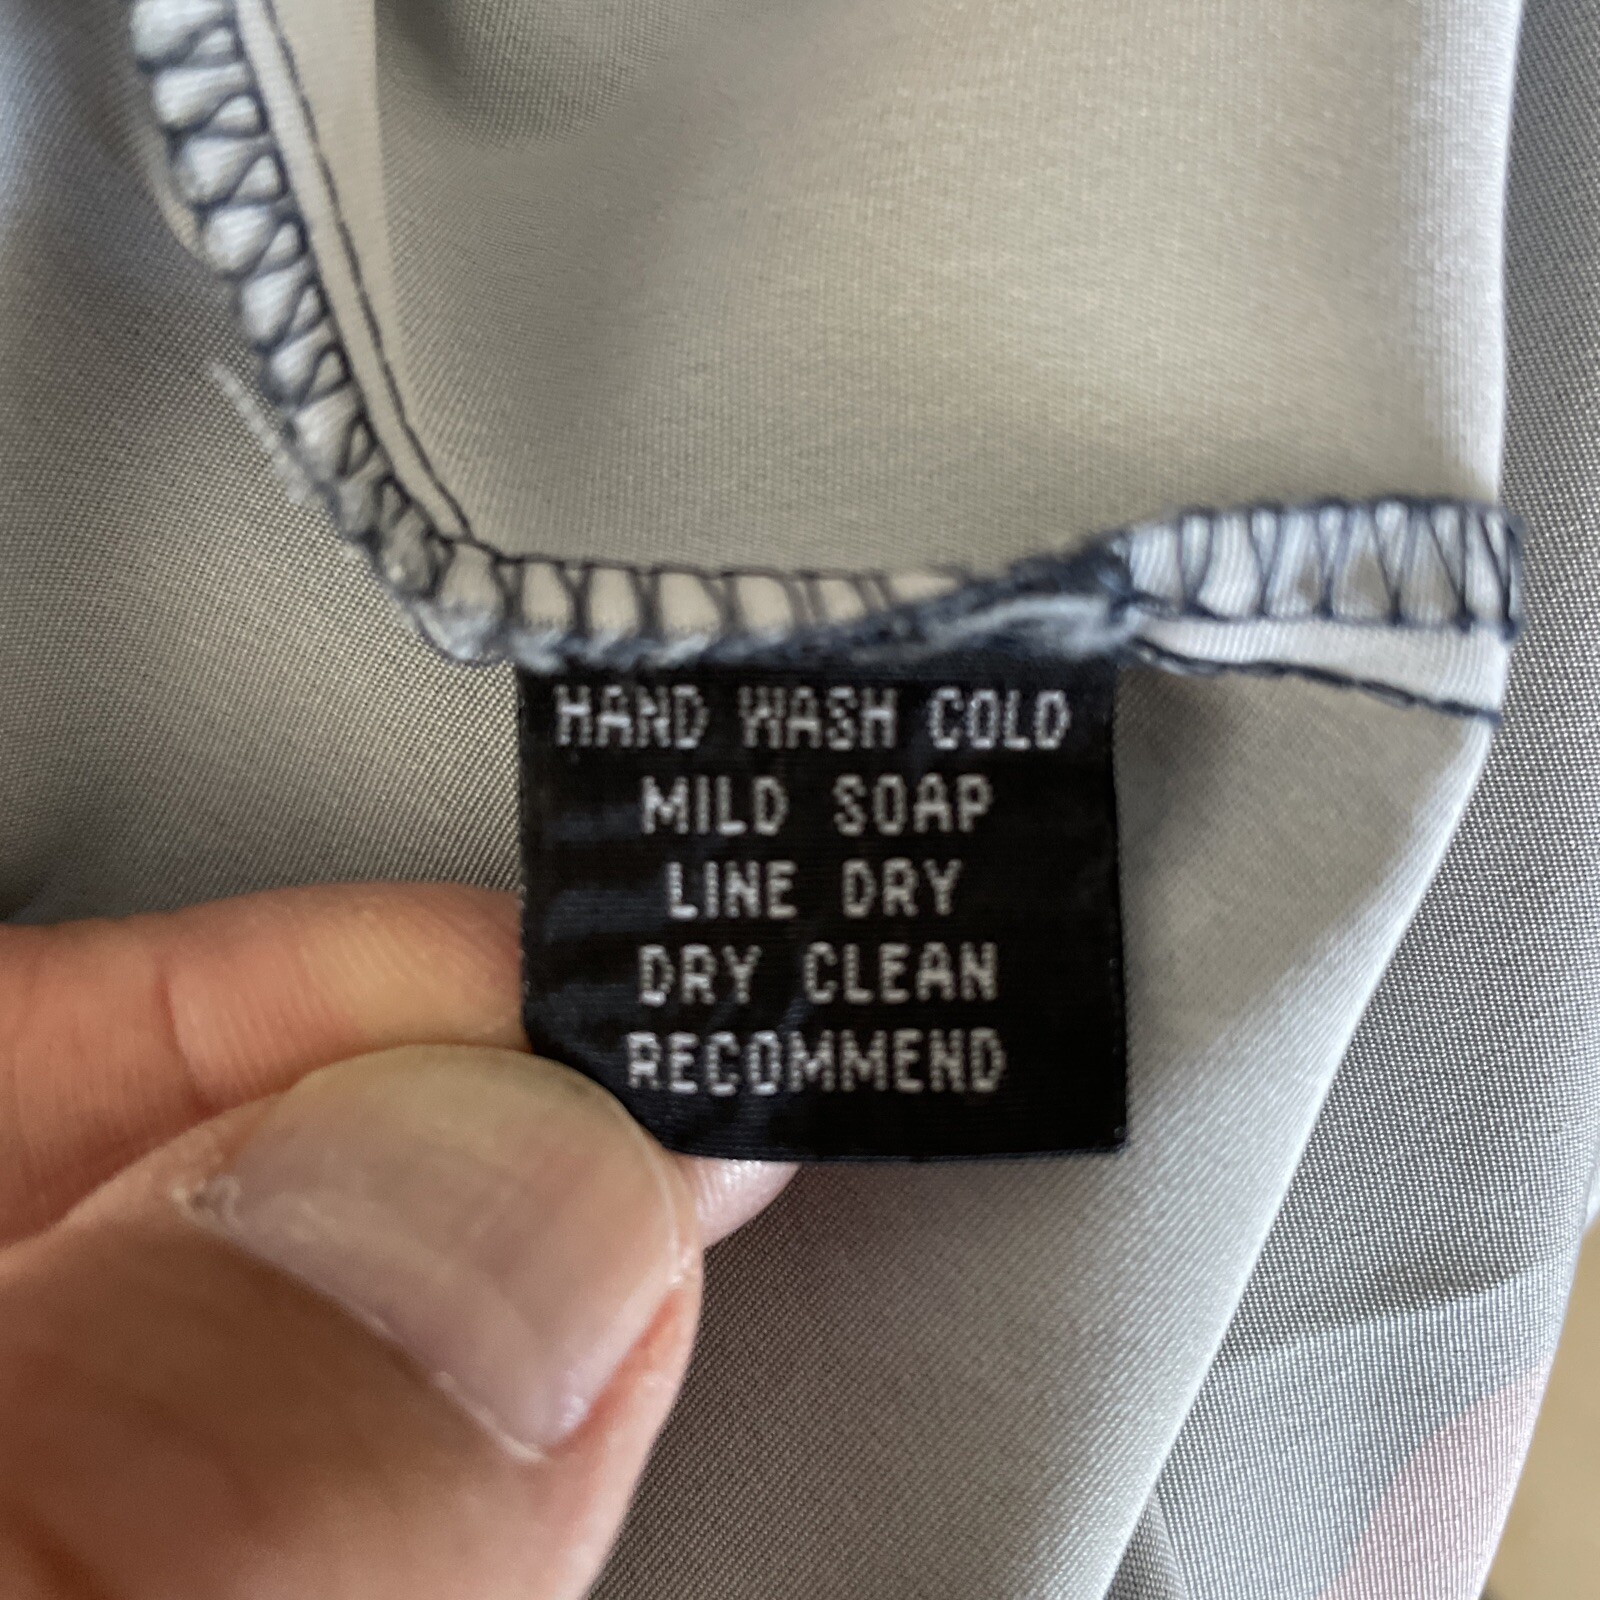 HAND WASH COLD
MILD SOAP
LINE DRY
DRY CLEAN
RECOMMEND